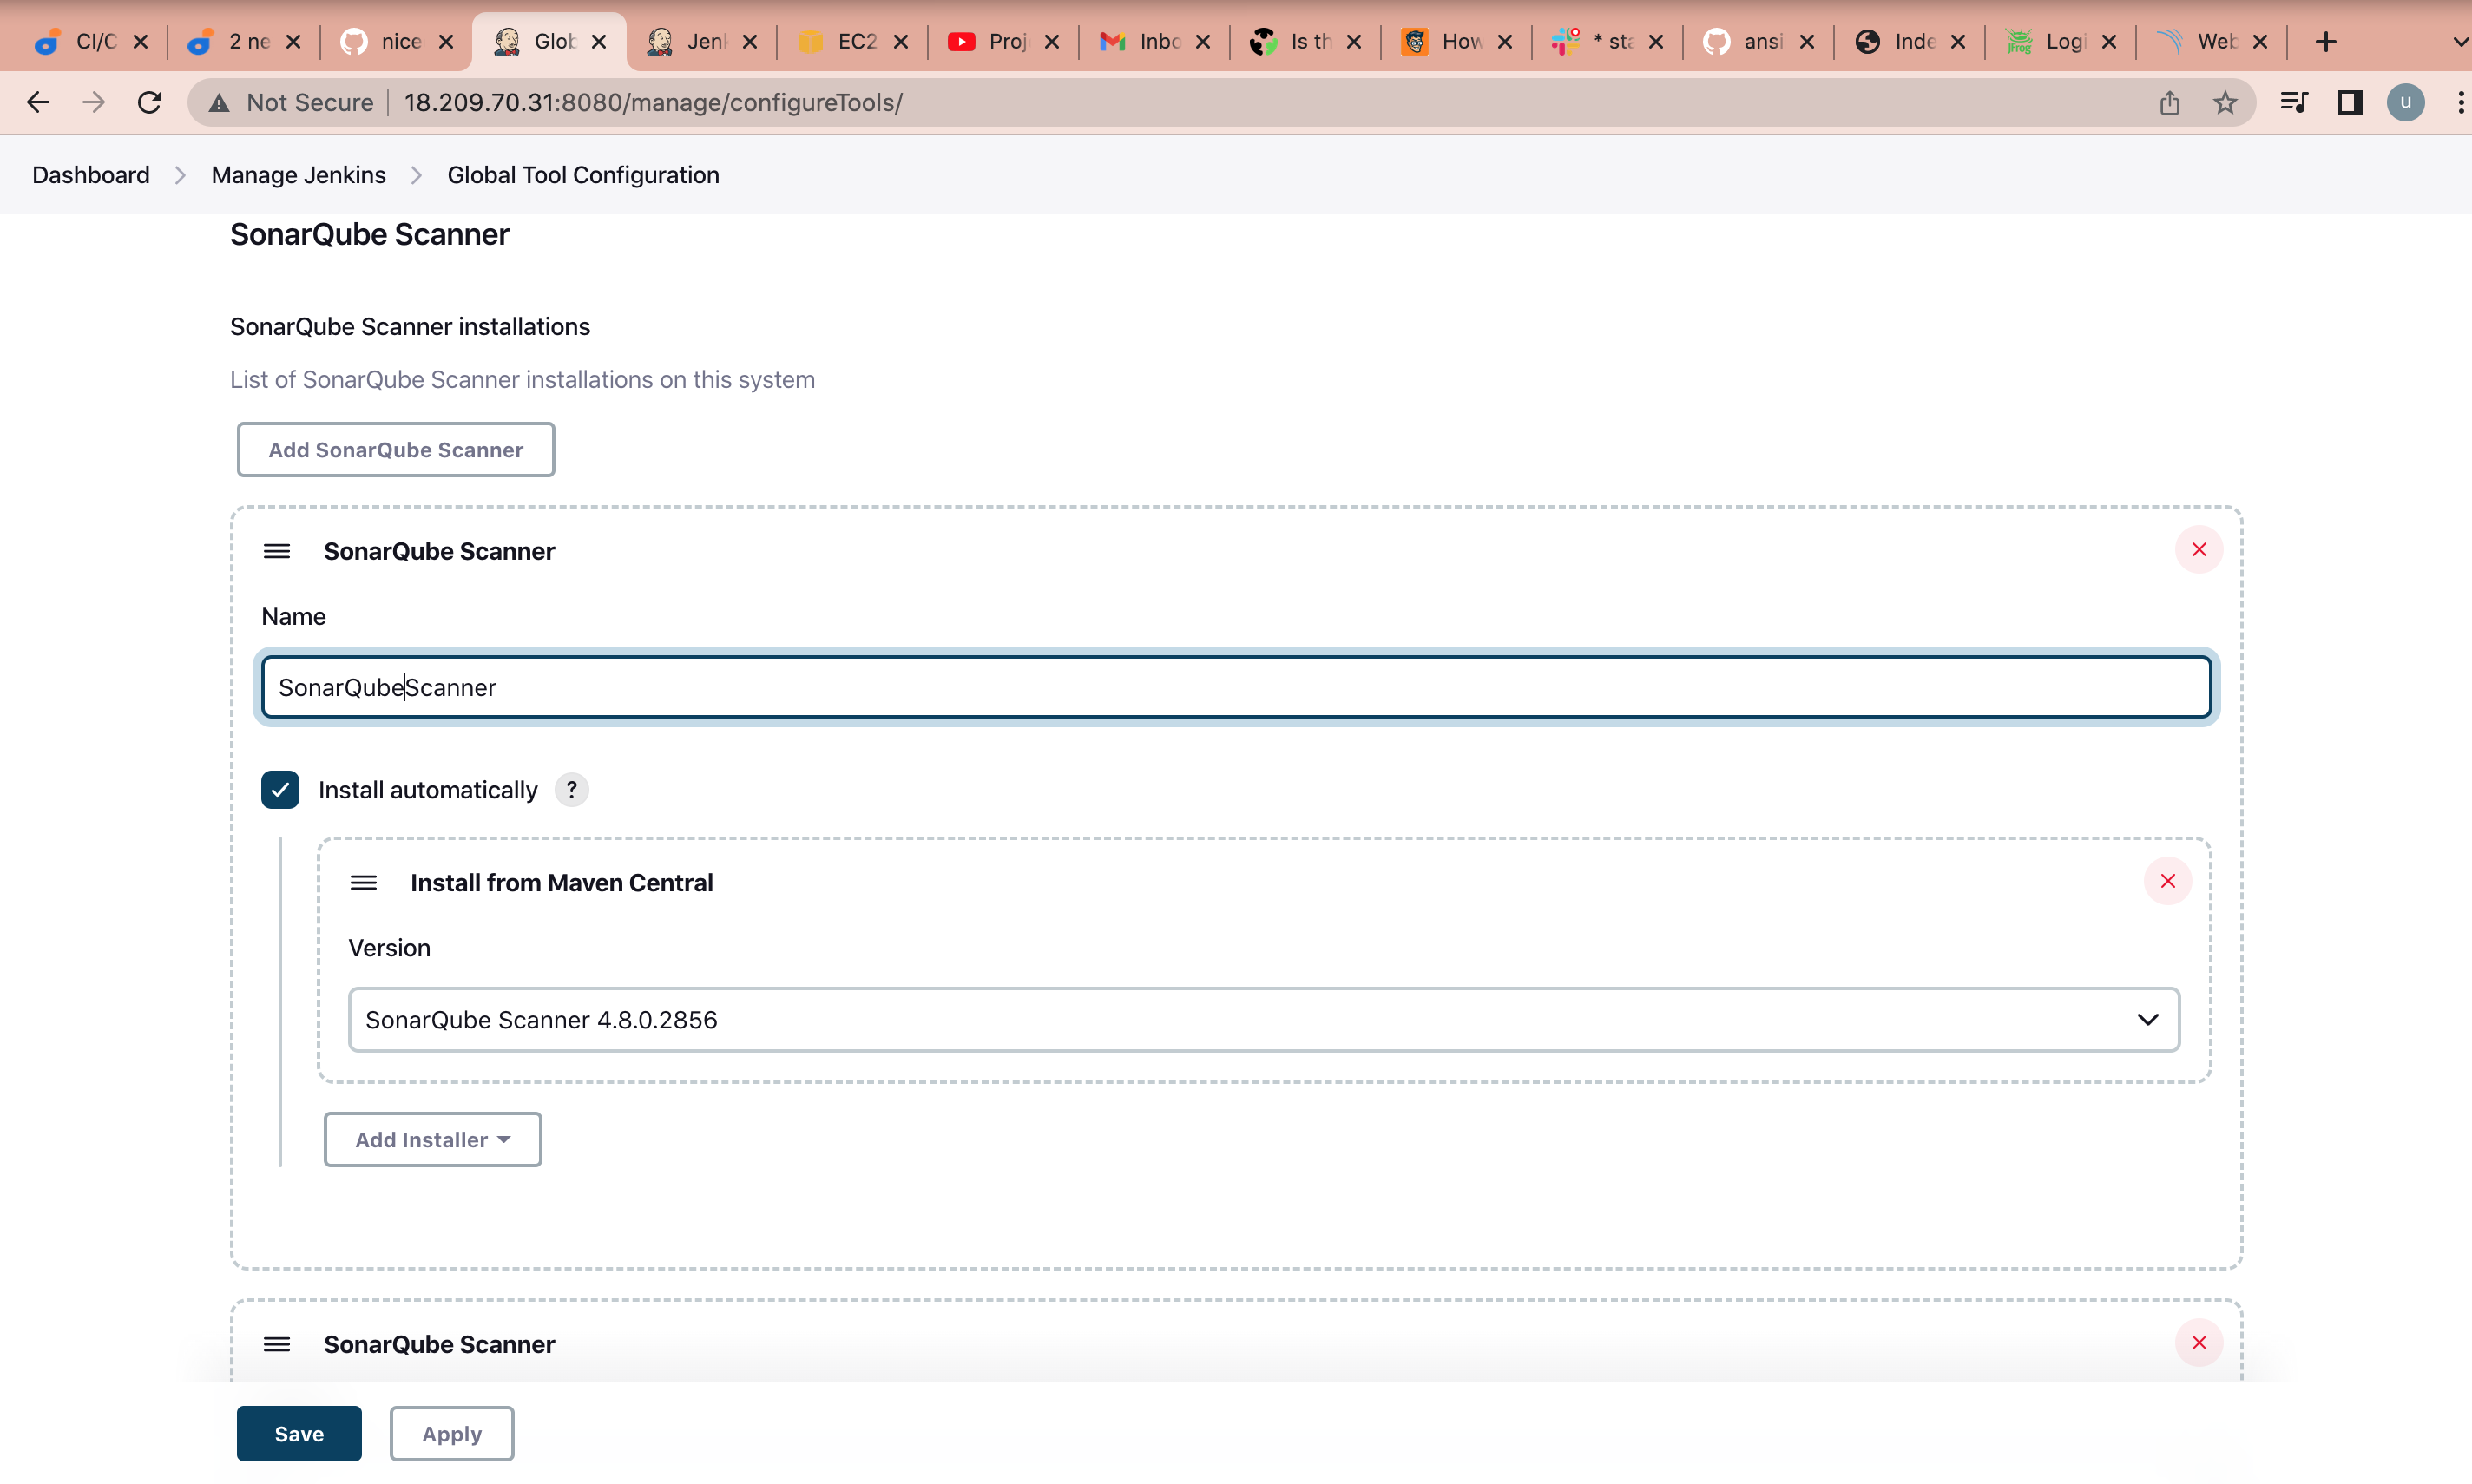 CI/C
2 ne
nice
Glob
Jenk
EC2
Proj
Inbo
Is th
How
* sta
ansi
Inde
JFrog
Logi
Web
Not Secure
18.209.70.31:8080/manage/configureTools/
u
Dashboard
Manage Jenkins
Global Tool Configuration
SonarQube Scanner
SonarQube Scanner installations
List of SonarQube Scanner installations on this system
Add SonarQube Scanner
SonarQube Scanner
Name
SonarQubeScanner
Install automatically ?
Install from Maven Central
Version
SonarQube Scanner 4.8.0.2856
Add Installer
SonarQube Scanner
Save
Apply